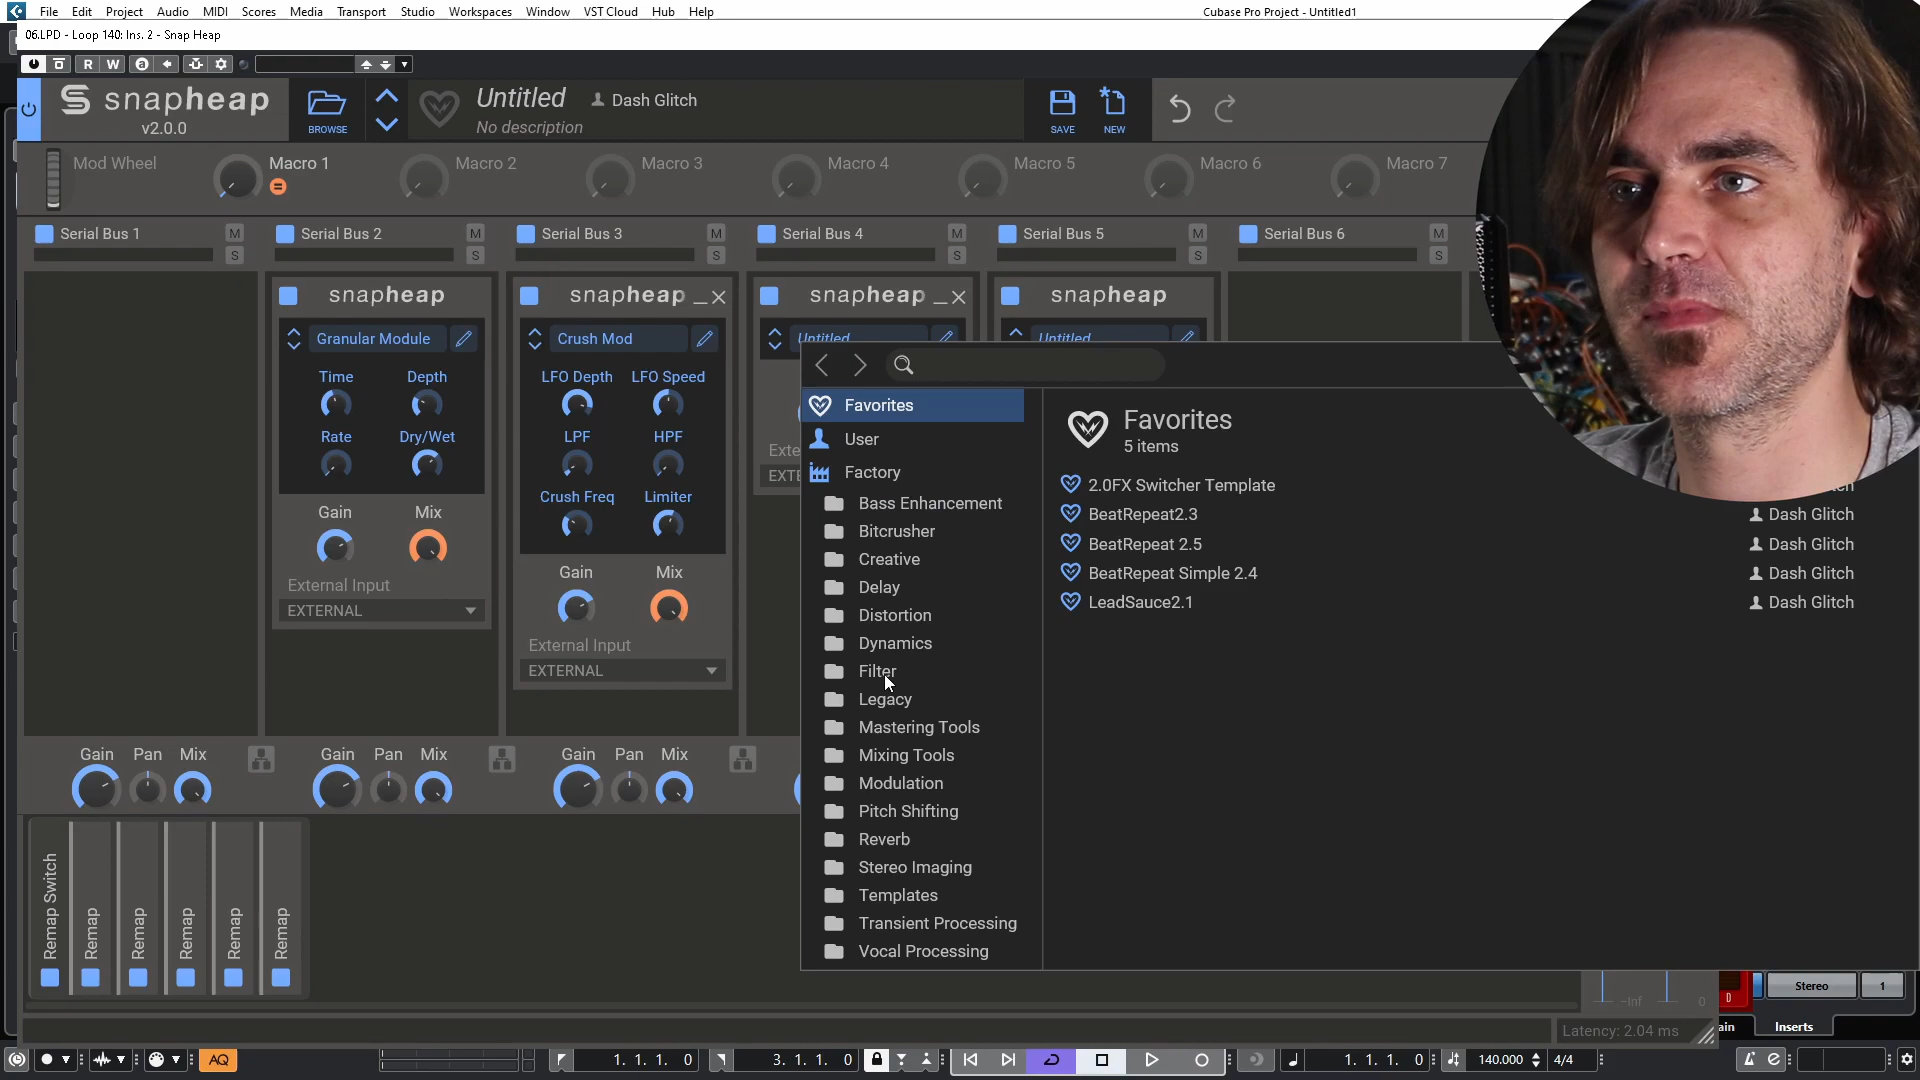 File Edit Project Audio MIDI Scores Media Transport Studio Workspaces Window VST Cloud Hub Help Cubase Pro Project - Untitled1
06.LPD - Loop 140: Ins. 2 - Snap Heap
R W a
snapheap
v2.0.0
BROWSE
Untitled Dash Glitch
No description
SAVE NEW
Mod Wheel Macro 1 Macro 2 Macro 3 Macro 4 Macro 5 Macro 6 Macro 7
Serial Bus 1 M Serial Bus 2 M Serial Bus 3 M Serial Bus 4 M Serial Bus 5 M Serial Bus 6 M
S S S S S S
snapheap snapheap snapheap snapheap
Granular Module Crush Mod Untitled Untitled
Time Depth LFO Depth LFO Speed
Rate Dry/Wet LPF HPF
Crush Freq Limiter
Gain Mix
External Input
EXTERNAL
Gain Mix
External Input
EXTERNAL
Favorites
User
Factory
Bass Enhancement
Bitcrusher
Creative
Delay
Distortion
Dynamics
Filter
Legacy
Mastering Tools
Mixing Tools
Modulation
Pitch Shifting
Reverb
Stereo Imaging
Templates
Transient Processing
Vocal Processing
Favorites
5 items
2.0FX Switcher Template
BeatRepeat2.3 Dash Glitch
BeatRepeat 2.5 Dash Glitch
BeatRepeat Simple 2.4 Dash Glitch
LeadSauce2.1 Dash Glitch
Gain Pan Mix Gain Pan Mix Gain Pan Mix
Remap Switch
Remap
Remap
Remap
Remap
Remap
-Inf 0
D Stereo 1
Inserts
Latency: 2.04 ms
AQ 1. 1. 1. 0 3. 1. 1. 0 1. 1. 1. 0 140.000 4/4